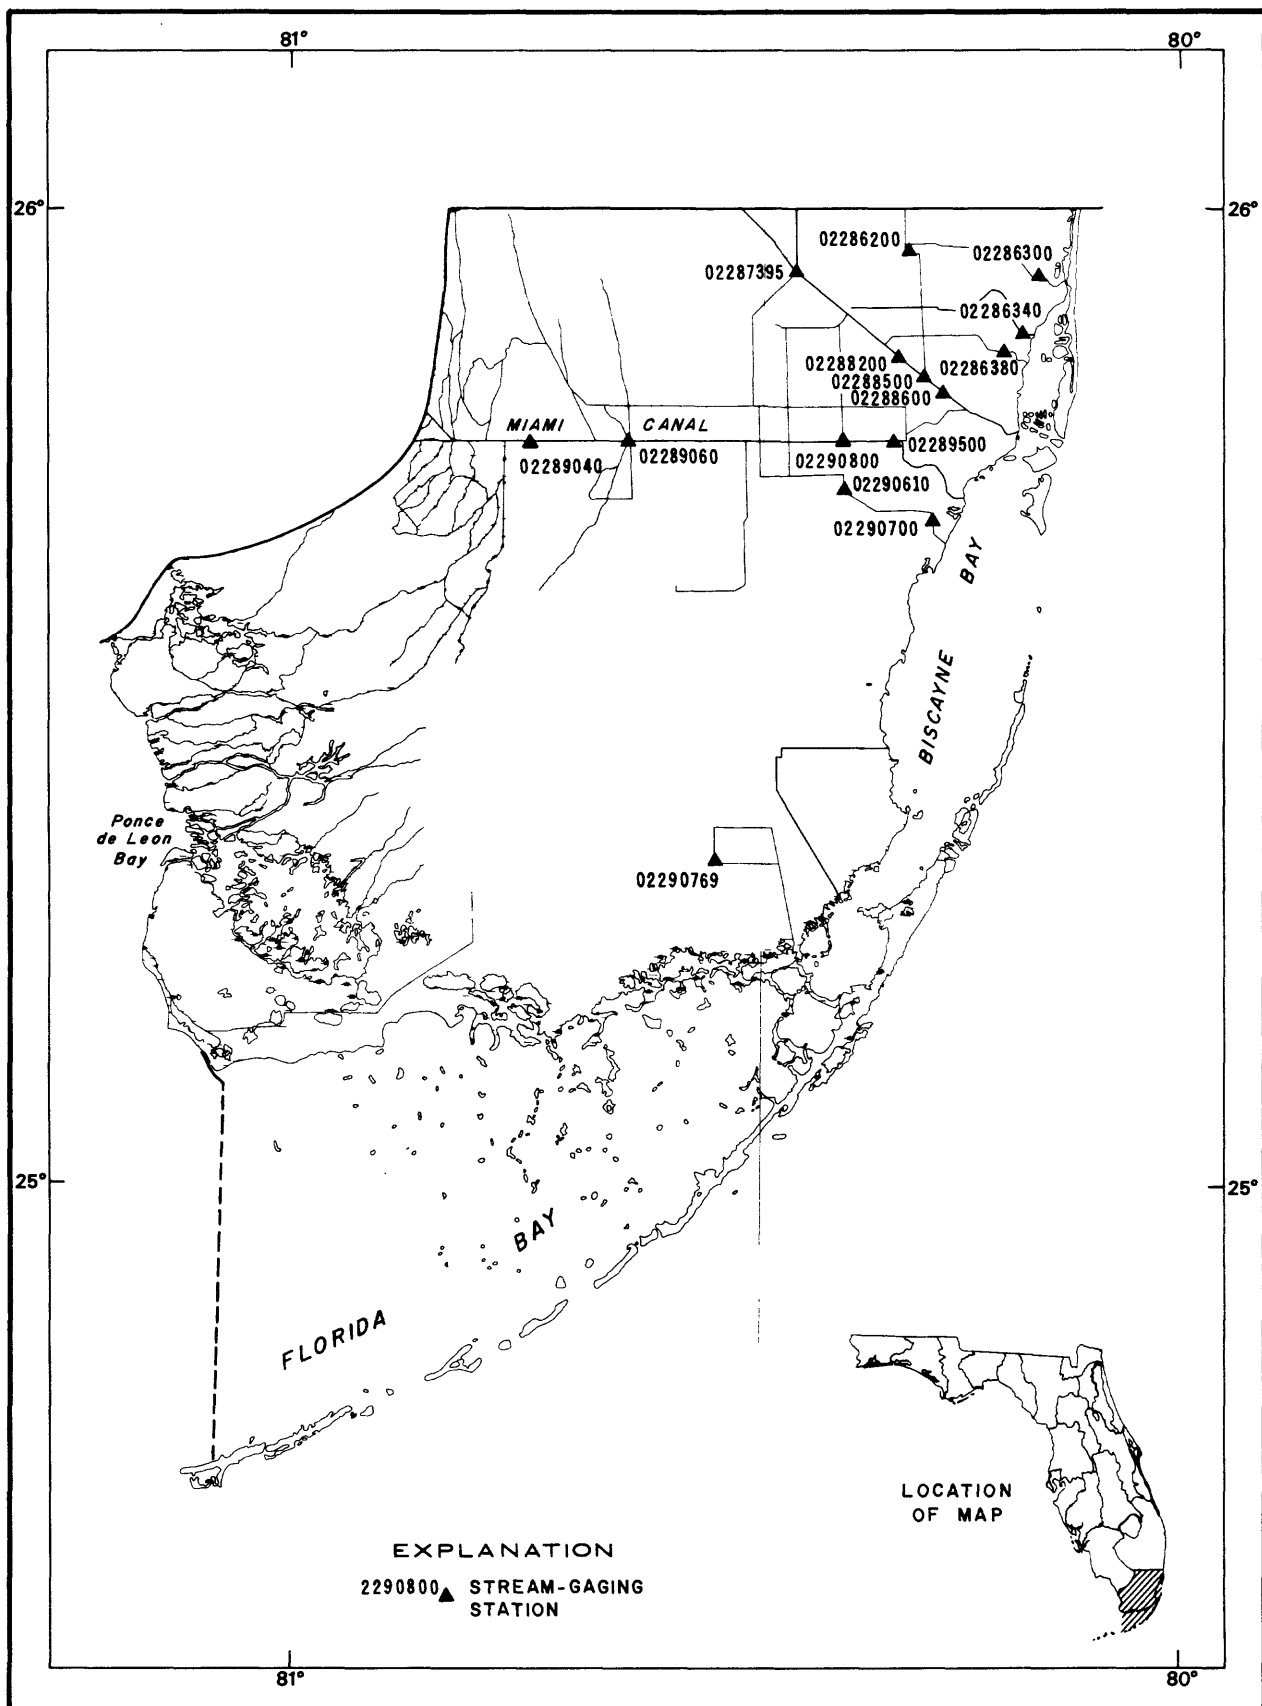 81°
80°
26°
26°
02286200
02286300
02287395
02286340
02288200
02286380
02288500
02288600
MIAMI CANAL
02289500
02289040
02289060
02290800
02290610
02290700
BAY
BISCAYNE
Ponce
de Leon
Bay
02290769
25°
25°
BAY
FLORIDA
LOCATION
OF MAP
EXPLANATION
2290800 STREAM-GAGING
STATION
81°
80°